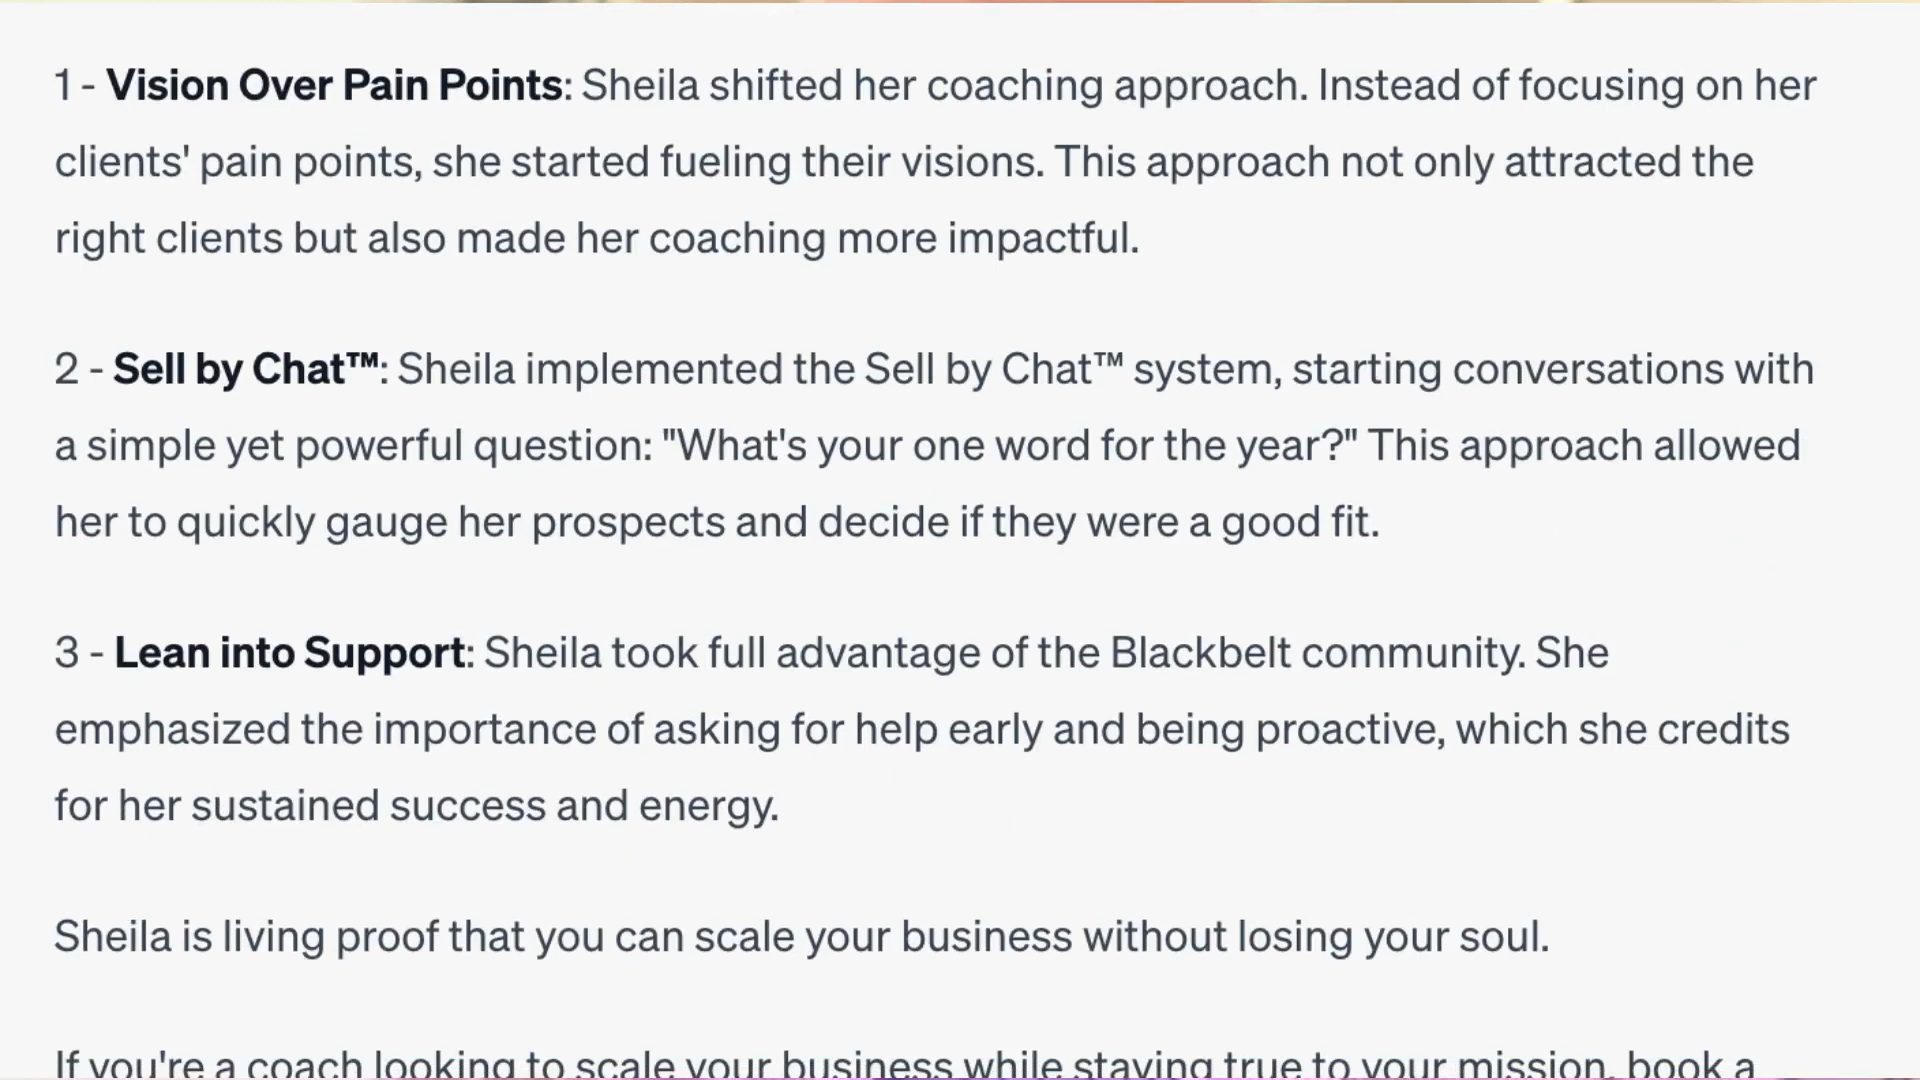 1 - Vision Over Pain Points: Sheila shifted her coaching approach. Instead of focusing on her
clients' pain points, she started fueling their visions. This approach not only attracted the
right clients but also made her coaching more impactful.
2 - Sell by Chat™: Sheila implemented the Sell by Chat™ system, starting conversations with
a simple yet powerful question: "What's your one word for the year?" This approach allowed
her to quickly gauge her prospects and decide if they were a good fit.
3 - Lean into Support: Sheila took full advantage of the Blackbelt community. She
emphasized the importance of asking for help early and being proactive, which she credits
for her sustained success and energy.
Sheila is living proof that you can scale your business without losing your soul.
If you're a coach looking to scale your business while staying true to your mission, book a